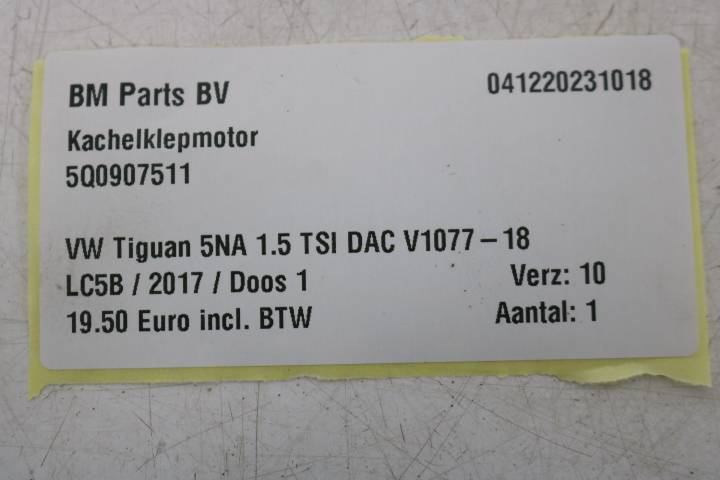 BM Parts BV 041220231018
Kachelklepmotor
5Q0907511
VW Tiguan 5NA 1.5 TSI DAC V1077-18
LC5B / 2017 / Doos 1 Verz: 10
19.50 Euro incl. BTW Aantal: 1